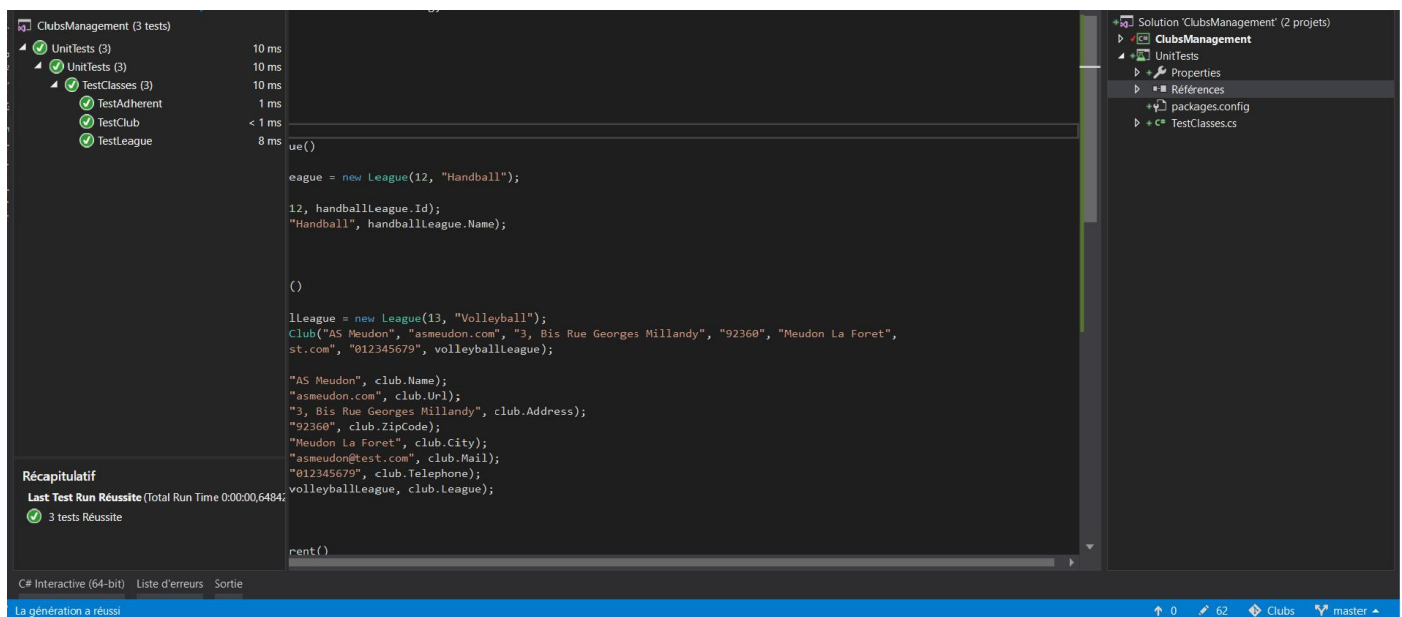 ClubsManagement (3 tests)
UnitTests (3) 10 ms
UnitTests (3) 10 ms
TestClasses (3) 10 ms
TestAdherent 1 ms
TestClub < 1 ms
TestLeague 8 ms
Récapitulatif
Last Test Run Réussite (Total Run Time 0:00:00,6484
3 tests Réussite
ue()
eague = new League(12, "Handball");
12, handballLeague.Id);
"Handball", handballLeague.Name);
()
lLeague = new League(13, "Volleyball");
Club("AS Meudon", "asmeudon.com", "3, Bis Rue Georges Millandy", "92360", "Meudon La Foret",
st.com", "012345679", volleyballLeague);
"AS Meudon", club.Name);
"asmeudon.com", club.Url);
"3, Bis Rue Georges Millandy", club.Address);
"92360", club.ZipCode);
"Meudon La Foret", club.City);
"asmeudon@test.com", club.Mail);
"012345679", club.Telephone);
volleyballLeague, club.League);
rent()
Solution 'ClubsManagement' (2 projets)
C# ClubsManagement
UnitTests
Properties
Références
packages.config
C# TestClasses.cs
C# Interactive (64-bit) Liste d'erreurs Sortie
La génération a réussi
0 62 Clubs master